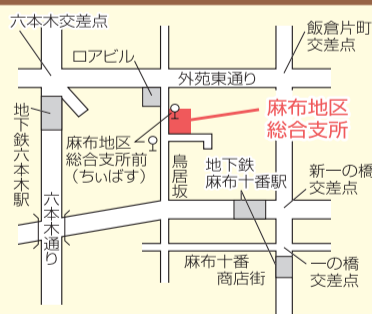 六本木交差点
飯倉片町
交差点
ロアビル
外苑東通り
麻布地区
総合支所
地下鉄六本木駅
麻布地区
総合支所前
(ちいばす)
鳥居坂
地下鉄
麻布十番駅
新一の橋
交差点
六本木通り
麻布十番
商店街
一の橋
交差点